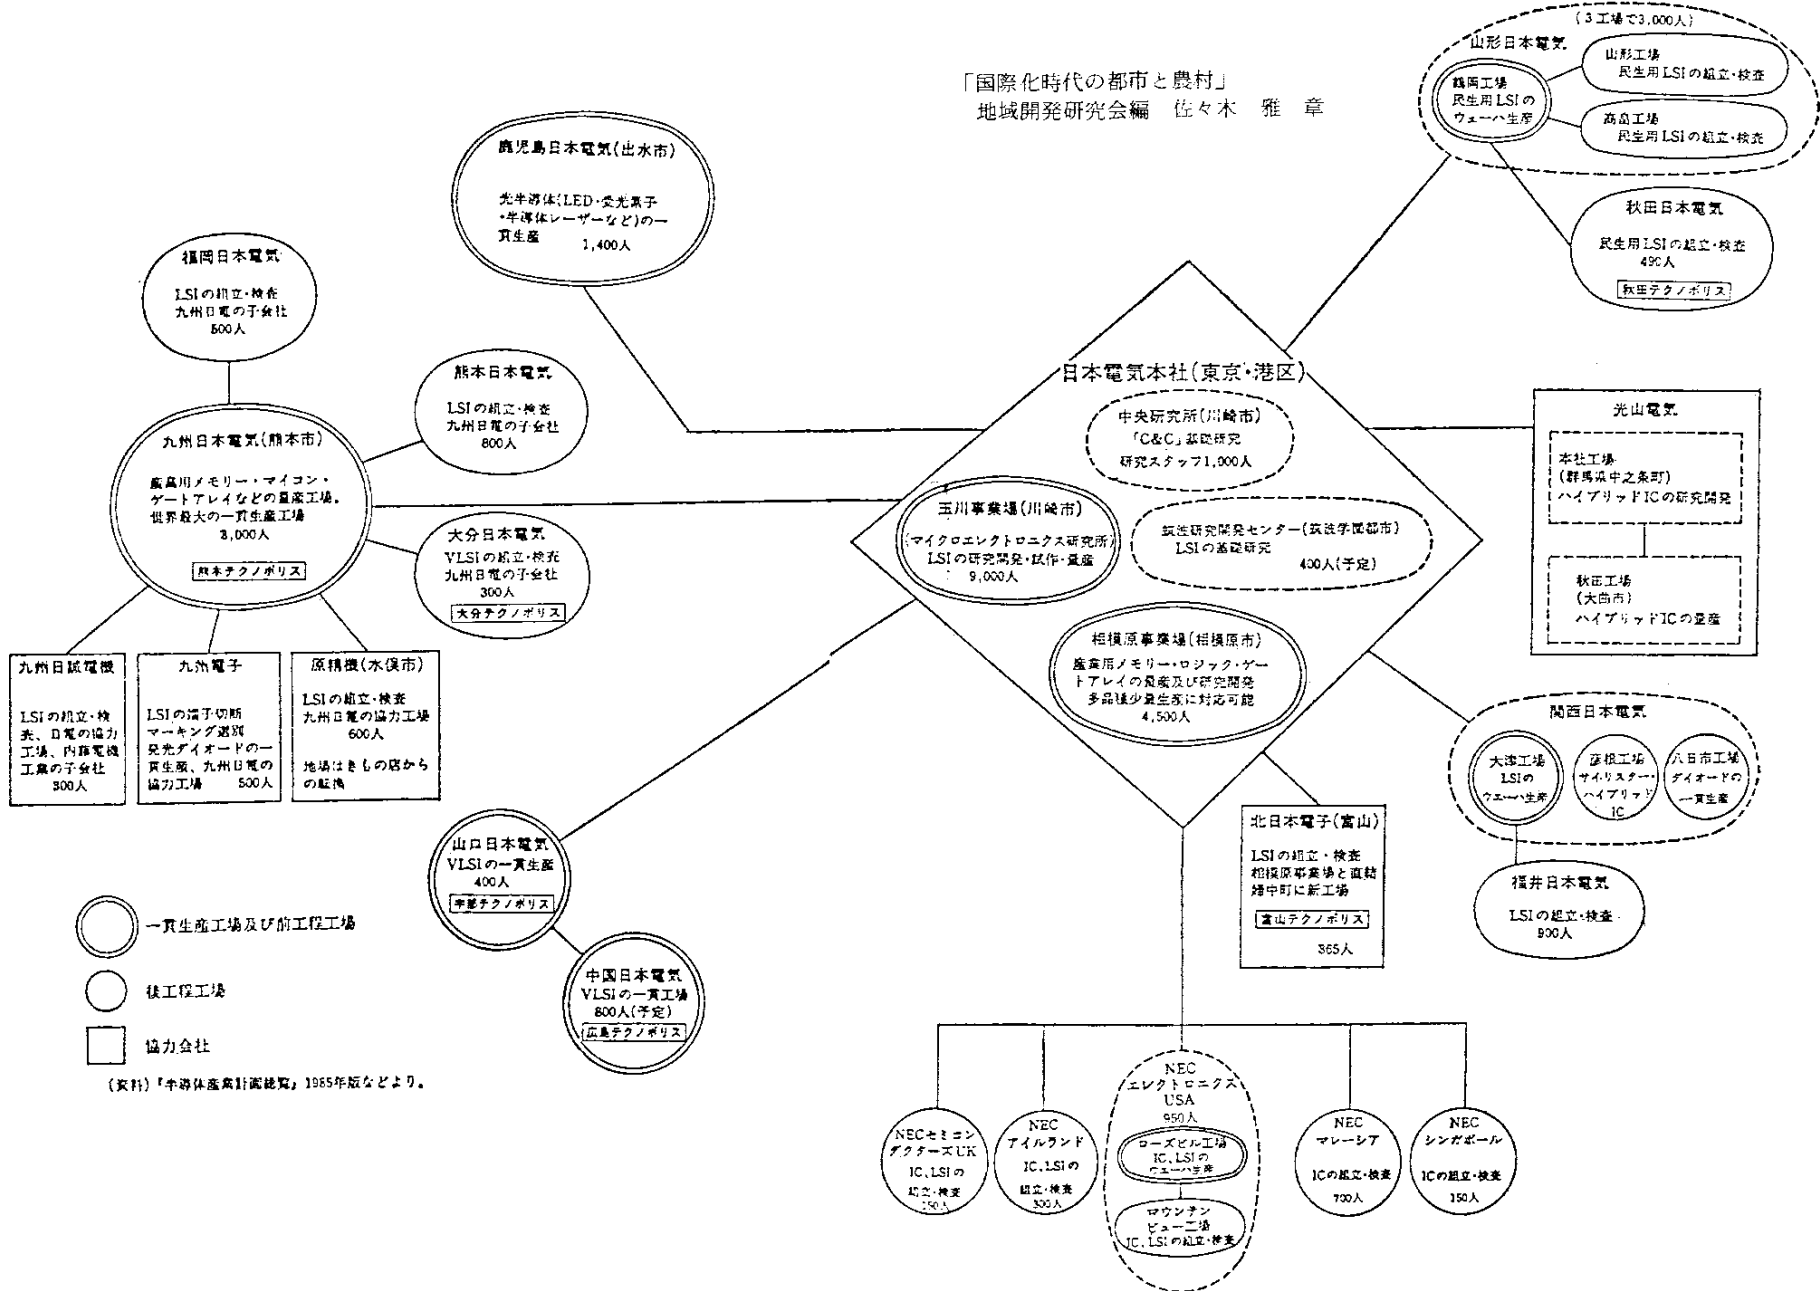 「国際化時代の都市と農村」
地域開発研究会編 佐々木 雅 章
(3工場で3,000人)
山形日本電気
鶴岡工場
民生用LSIの
ウェーハ生産
山形工場
民生用LSIの組立・検査
高畠工場
民生用LSIの組立・検査
秋田日本電気
民生用LSIの組立・検査
490人
秋田テクノポリス
鹿児島日本電気(出水市)
光半導体(LED・受光素子
・半導体レーザーなど)の一
貫生産
1,400人
福岡日本電気
LSIの組立・検査
九州日電の子会社
500人
熊本日本電気
LSIの組立・検査
九州日電の子会社
800人
九州日本電気(熊本市)
産業用メモリー・マイコン・
ゲートアレイなどの量産工場。
世界最大の一貫生産工場
3,000人
熊本テクノポリス
大分日本電気
VLSIの組立・検査
九州日電の子会社
300人
大分テクノポリス
九州日誠電機
LSIの組立・検
査、日電の協力
工場、内藤電機
工業の子会社
300人
九州電子
LSIの端子切断
マーキング選別
発光ダイオードの一
貫生産、九州日電の
協力工場 500人
原精機(水俣市)
LSIの組立・検査
九州日電の協力工場
600人
地場はきもの店から
の転換
日本電気本社(東京・港区)
中央研究所(川崎市)
「C&C」基礎研究
研究スタッフ1,000人
玉川事業場(川崎市)
(マイクロエレクトロニクス研究所)
LSIの研究開発・試作・量産
9,000人
筑波研究開発センター(筑波学園都市)
LSIの基礎研究
400人(予定)
相模原事業場(相模原市)
産業用メモリー・ロジック・ゲー
トアレイの量産及び研究開発
多品種少量生産に対応可能
4,500人
光山電気
本社工場
(群馬県中之条町)
ハイブリッドICの研究開発
秋田工場
(大曲市)
ハイブリッドICの量産
関西日本電気
大津工場
LSIの
ウエーハ生産
彦根工場
サイリスター・
ハイブリッド
IC
八日市工場
ダイオードの
一貫生産
福井日本電気
LSIの組立・検査
900人
北日本電子(富山)
LSIの組立・検査
相模原事業場と直結
婦中町に新工場
富山テクノポリス
365人
山口日本電気
VLSIの一貫生産
400人
宇部テクノポリス
中国日本電気
VLSIの一貫工場
800人(予定)
広島テクノポリス
一貫生産工場及び前工程工場
後工程工場
協力会社
(資料)『半導体産業計画総覧』1985年版などより。
NECセミコン
ダクターズUK
IC、LSIの
組立・検査
150人
NEC
アイルランド
IC、LSIの
組立・検査
300人
NEC
エレクトロニクス
USA
950人
ローズビル工場
IC、LSIの
ウエーハ生産
マウンテン
ビュー工場
IC、LSIの組立・検査
NEC
マレーシア
ICの組立・検査
700人
NEC
シンガポール
ICの組立・検査
150人